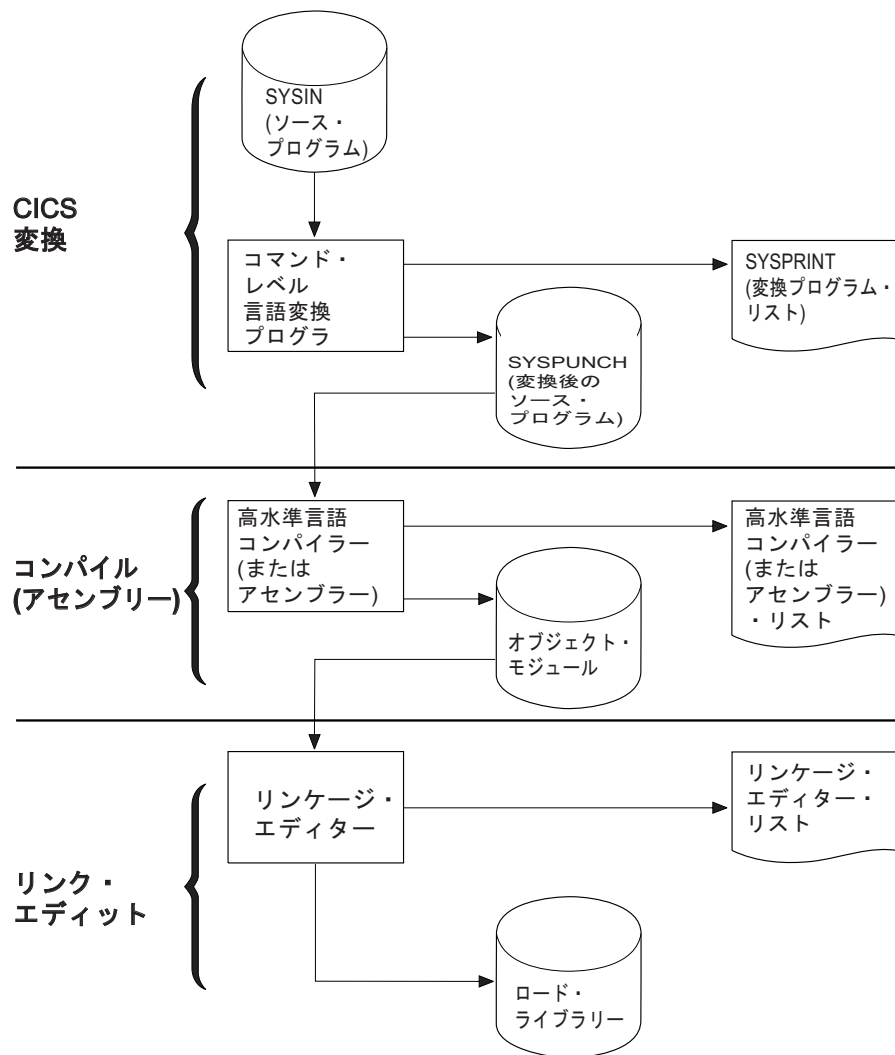 SYSIN
(ソース・
プログラム)
CICS
変換
コマンド・
レベル
言語変換
プログラ
SYSPRINT
(変換プログラム・
リスト)
SYSPUNCH
(変換後の
ソース・
プログラム)
コンパイル
(アセンブリー)
高水準言語
コンパイラー
(または
アセンブラー)
高水準言語
コンパイラー
(または
アセンブラー)
・リスト
オブジェクト・
モジュール
リンク・
エディット
リンケージ・
エディター
リンケージ・
エディター・
リスト
ロード・
ライブラリー